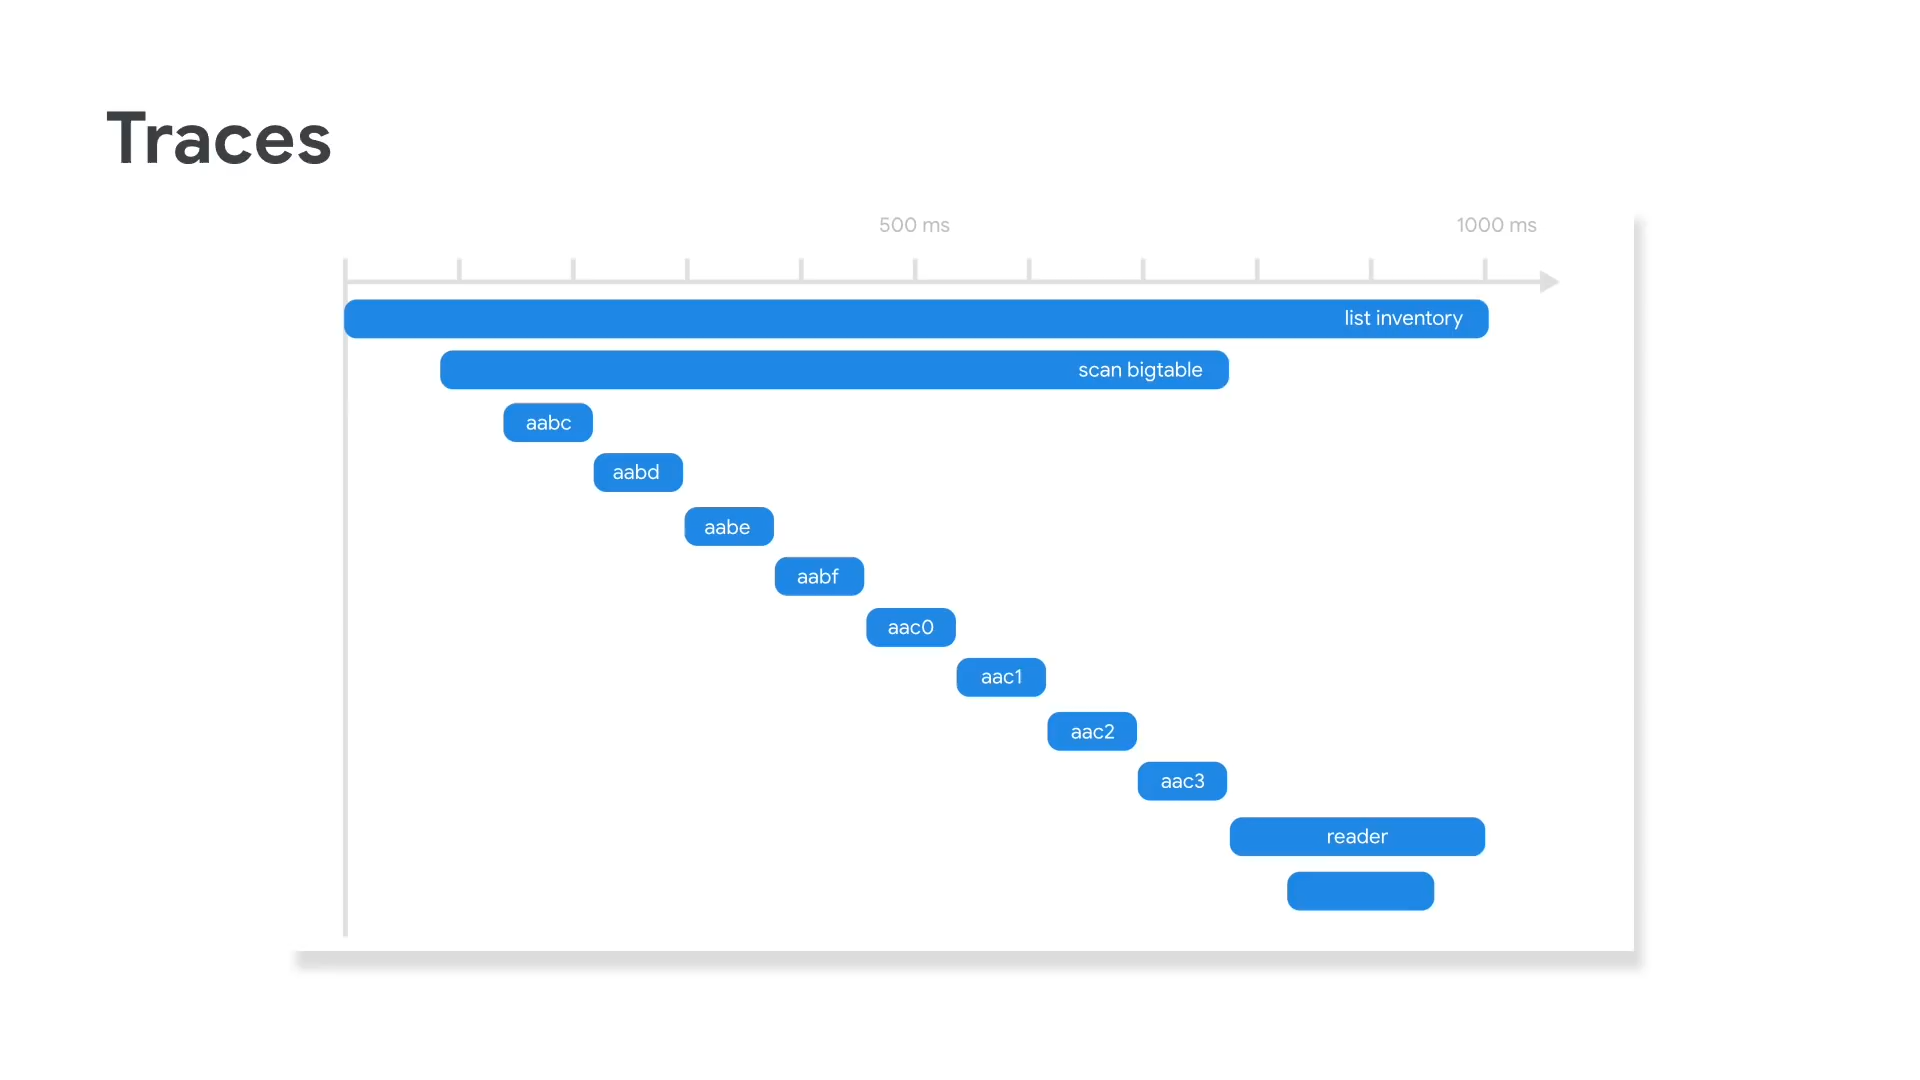 Traces
500 ms
1000 ms
list inventory
scan bigtable
aabc
aabd
aabe
aabf
aac0
aac1
aac2
aac3
reader